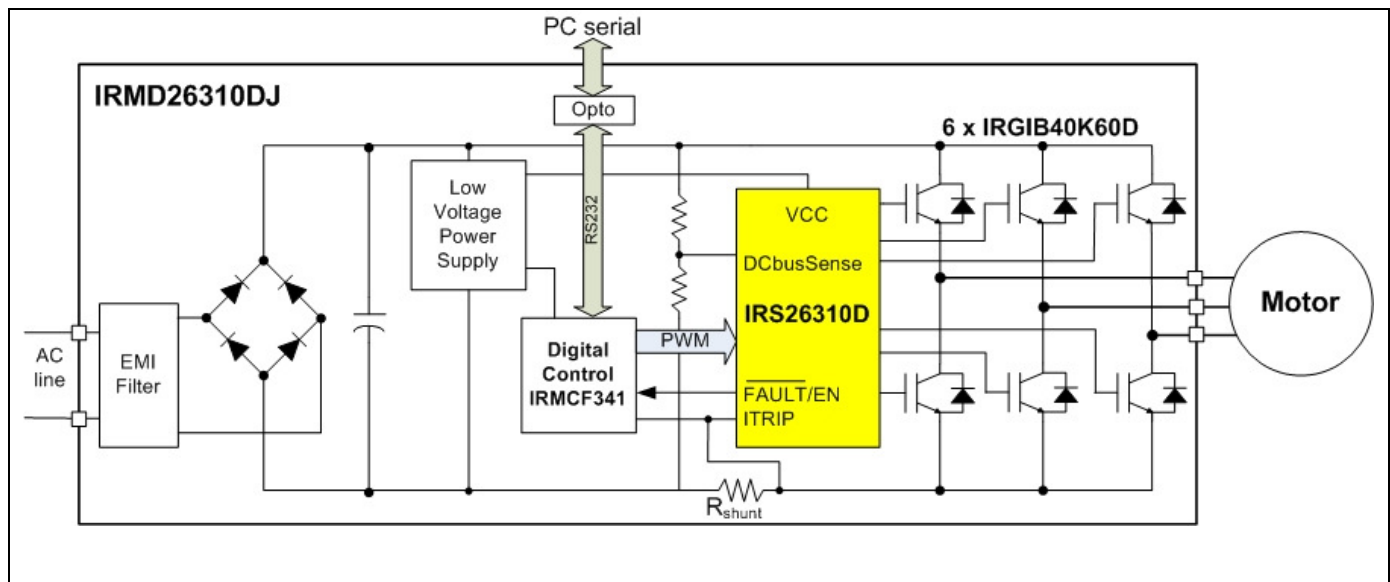 PC serial
IRMD26310DJ
Opto
6 x IRGIB40K60D
Low
Voltage
Power
Supply
RS232
VCC
DCbusSense
IRS26310D
Motor
AC
line
EMI
Filter
Digital
Control
IRMCF341
PWM
FAULT/EN
ITRIP
Rshunt